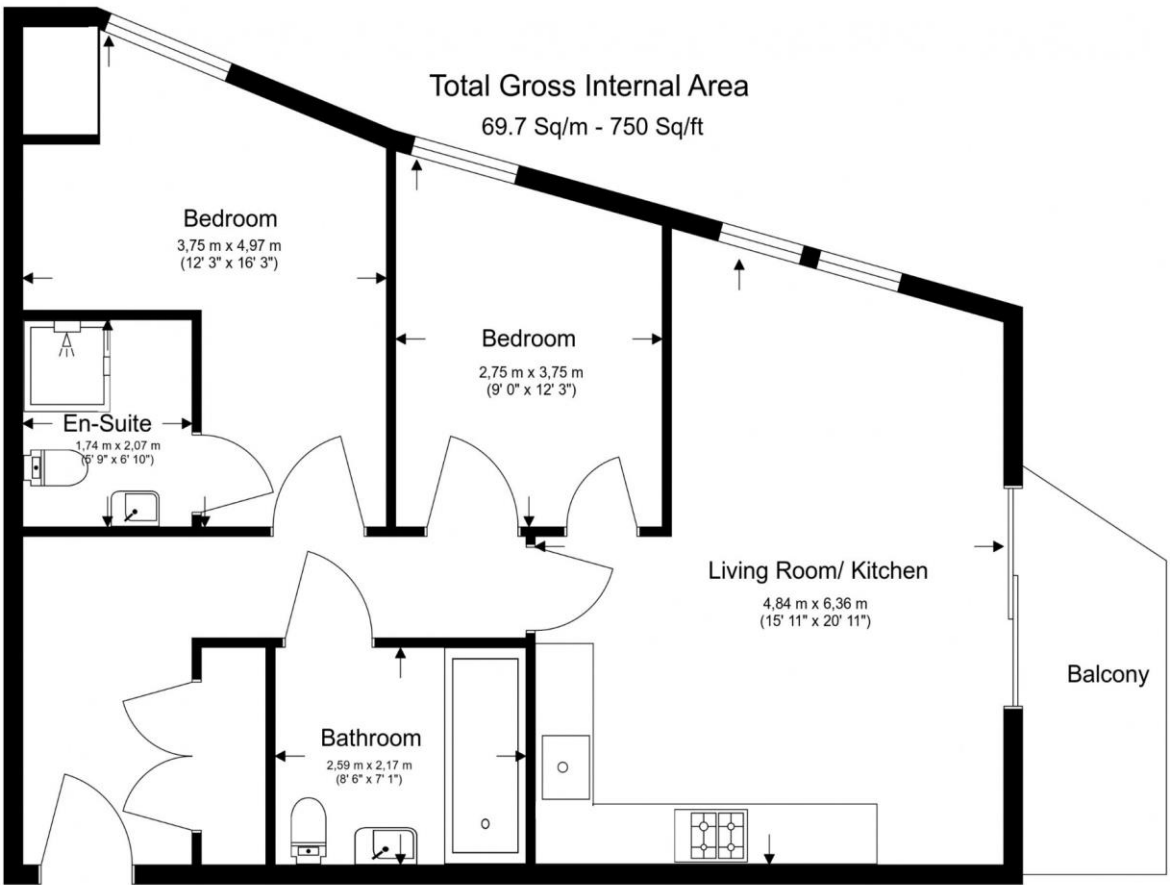 Total Gross Internal Area
69.7 Sq/m - 750 Sq/ft
Bedroom
3,75 m x 4,97 m
(12' 3" x 16' 3")
Bedroom
2,75 m x 3,75 m
(9' 0" x 12' 3")
En-Suite
1,74 m x 2,07 m
(5' 9" x 6' 10")
Living Room/ Kitchen
4,84 m x 6,36 m
(15' 11" x 20' 11")
Balcony
Bathroom
2,59 m x 2,17 m
(8' 6" x 7' 1")